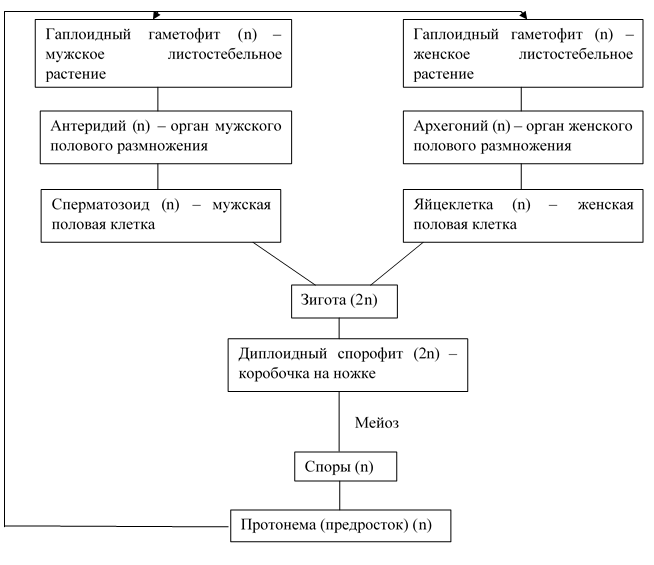 Гаплоидный гаметофит (n) –
мужское листостебельное
растение
Гаплоидный гаметофит (n) –
женское листостебельное
растение
Антеридий (n) – орган мужского
полового размножения
Архегоний (n) – орган женского
полового размножения
Сперматозоид (n) – мужская
половая клетка
Яйцеклетка (n) – женская
половая клетка
Зигота (2n)
Диплоидный спорофит (2n) –
коробочка на ножке
Мейоз
Споры (n)
Протонема (предросток) (n)